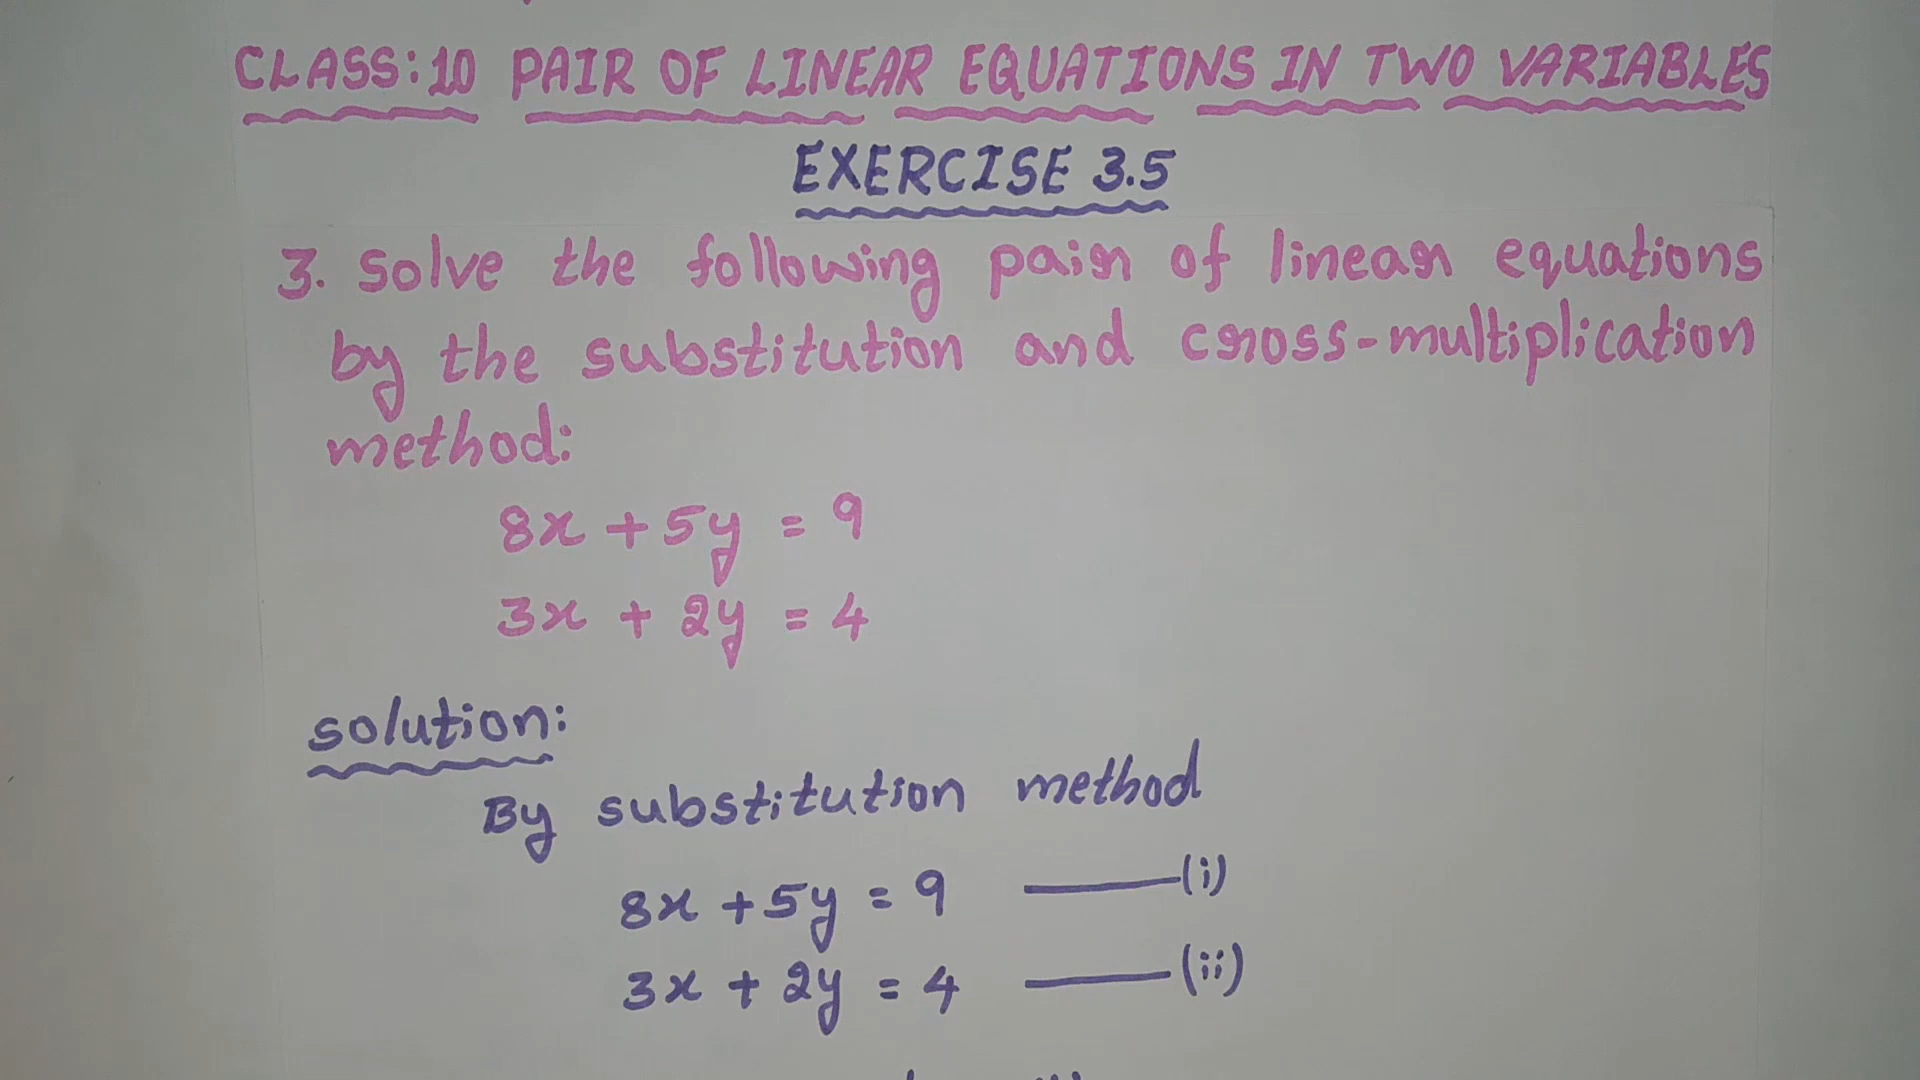 CLASS:10 PAIR OF LINEAR EQUATIONS IN TWO VARIABLES
EXERCISE 3.5
3. Solve the following pair of linear equations
by the substitution and cross-multiplication
method:
8x + 5y = 9
3x + 2y = 4
solution:
By substitution method
8x + 5y = 9 ———(i)
3x + 2y = 4 ———(ii)